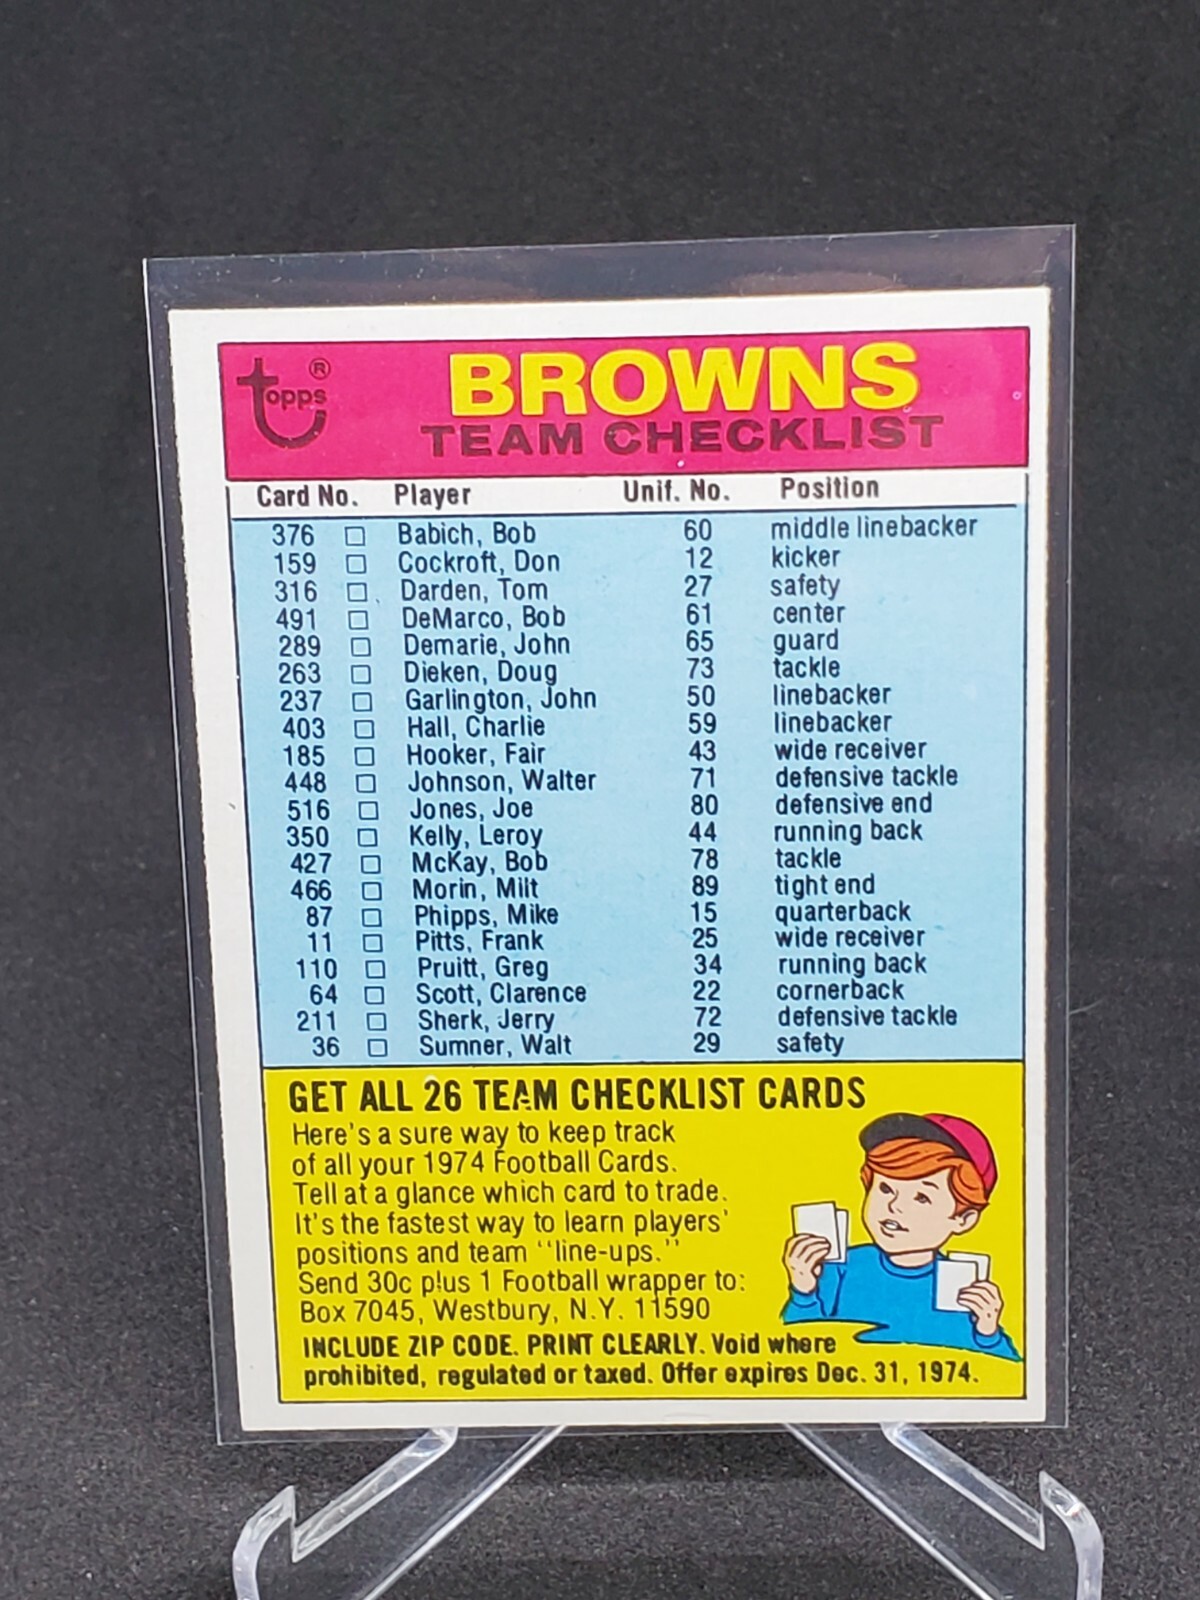 topps ®
BROWNS
TEAM CHECKLIST
Card No. Player Unif. No. Position
376 Babich, Bob 60 middle linebacker
159 Cockroft, Don 12 kicker
316 Darden, Tom 27 safety
491 DeMarco, Bob 61 center
289 Demarie, John 65 guard
263 Dieken, Doug 73 tackle
237 Garlington, John 50 linebacker
403 Hall, Charlie 59 linebacker
185 Hooker, Fair 43 wide receiver
448 Johnson, Walter 71 defensive tackle
516 Jones, Joe 80 defensive end
350 Kelly, Leroy 44 running back
427 McKay, Bob 78 tackle
466 Morin, Milt 89 tight end
87 Phipps, Mike 15 quarterback
11 Pitts, Frank 25 wide receiver
110 Pruitt, Greg 34 running back
64 Scott, Clarence 22 cornerback
211 Sherk, Jerry 72 defensive tackle
36 Sumner, Walt 29 safety
GET ALL 26 TEAM CHECKLIST CARDS
Here's a sure way to keep track
of all your 1974 Football Cards.
Tell at a glance which card to trade.
It's the fastest way to learn players'
positions and team "line-ups."
Send 30c plus 1 Football wrapper to:
Box 7045, Westbury, N.Y. 11590
INCLUDE ZIP CODE. PRINT CLEARLY. Void where
prohibited, regulated or taxed. Offer expires Dec. 31, 1974.